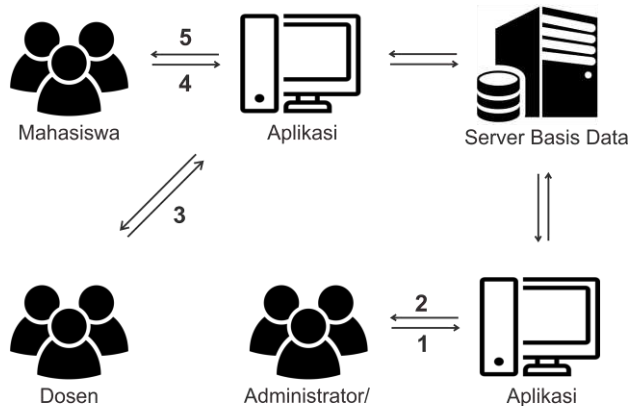 5
4
Mahasiswa
Aplikasi
Server Basis Data
3
2
1
Dosen
Administrator/
Aplikasi